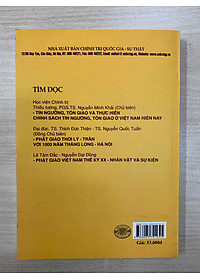 NHÀ XUẤT BẢN CHÍNH TRỊ QUỐC GIA - SỰ THẬT
TÌM ĐỌC
Học viện Chính trị
Thiếu tướng, PGS.TS. Nguyễn Minh Khải (Chủ biên)
- TÍN NGƯỠNG, TÔN GIÁO VÀ THỰC HIỆN
CHÍNH SÁCH TÍN NGƯỠNG, TÔN GIÁO Ở VIỆT NAM HIỆN NAY
Đại đức, TS. Thích Đức Thiện - TS. Nguyễn Quốc Tuấn
(Đồng Chủ biên)
- PHẬT GIÁO THỜI LÝ - TRẦN
VỚI 1000 NĂM THĂNG LONG - HÀ NỘI
Lê Tâm Đắc - Nguyễn Đại Đồng
- PHẬT GIÁO VIỆT NAM THẾ KỶ XX - NHÂN VẬT VÀ SỰ KIỆN
Giá: 53.000đ